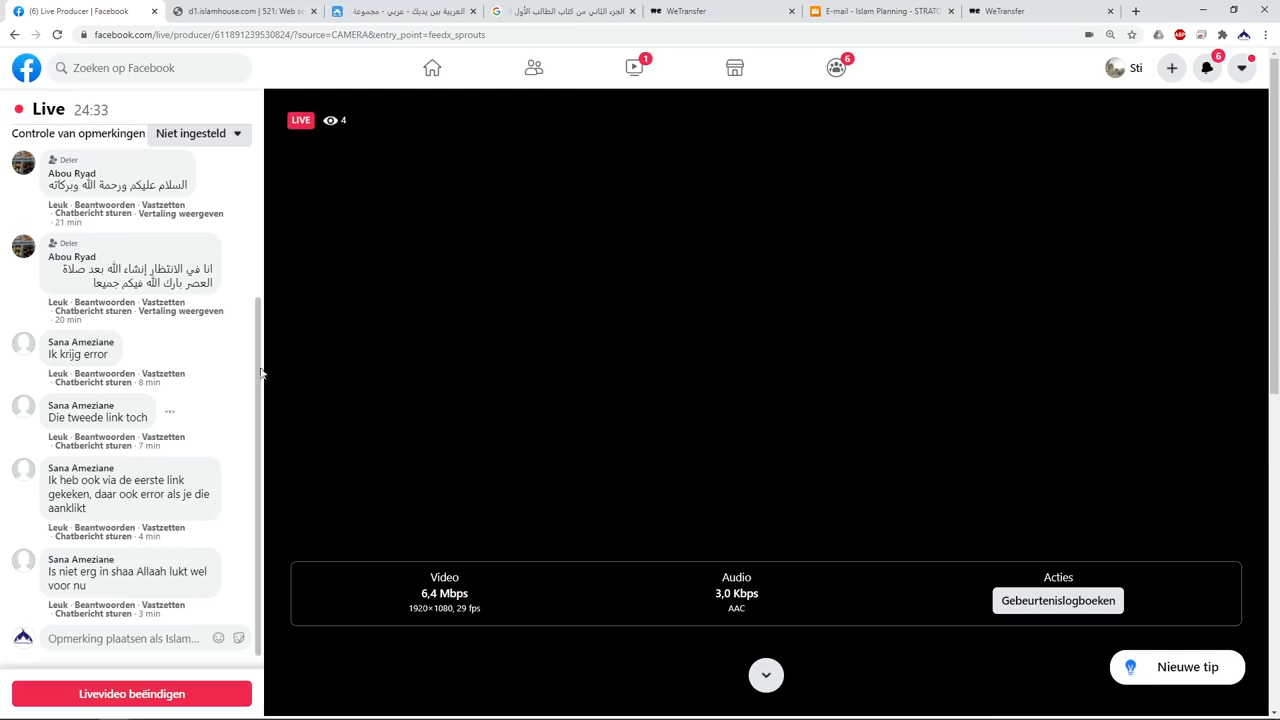 (6) Live Producer | Facebook
d1.islamhouse.com | 521: Web se
العربية بين يديك - عربي - مجموعة
الجزء الثاني من كتاب الطالب الأول
WeTransfer
E-mail - Islam Planning - STRATO
WeTransfer
facebook.com/live/producer/611891239530824/?source=CAMERA&entry_point=feedx_sprouts
ABP
Zoeken op Facebook
1
6
Sti
6
Live 24:33
Controle van opmerkingen
Niet ingesteld
Deler
Abou Ryad
السلام عليكم ورحمة الله وبركاته
Leuk · Beantwoorden · Vastzetten
· Chatbericht sturen · Vertaling weergeven
· 21 min
Deler
Abou Ryad
انا في الانتظار إنشاء الله بعد صلاة
العصر بارك الله فيكم جميعا
Leuk · Beantwoorden · Vastzetten
· Chatbericht sturen · Vertaling weergeven
· 20 min
Sana Ameziane
Ik krijg error
Leuk · Beantwoorden · Vastzetten
· Chatbericht sturen · 8 min
Sana Ameziane
Die tweede link toch
Leuk · Beantwoorden · Vastzetten
· Chatbericht sturen · 7 min
Sana Ameziane
Ik heb ook via de eerste link
gekeken, daar ook error als je die
aanklikt
Leuk · Beantwoorden · Vastzetten
· Chatbericht sturen · 4 min
Sana Ameziane
Is niet erg in shaa Allaah lukt wel
voor nu
Leuk · Beantwoorden · Vastzetten
· Chatbericht sturen · 3 min
Opmerking plaatsen als Islam...
Livevideo beëindigen
LIVE 4
Video
6,4 Mbps
1920×1080, 29 fps
Audio
3,0 Kbps
AAC
Acties
Gebeurtenislogboeken
Nieuwe tip